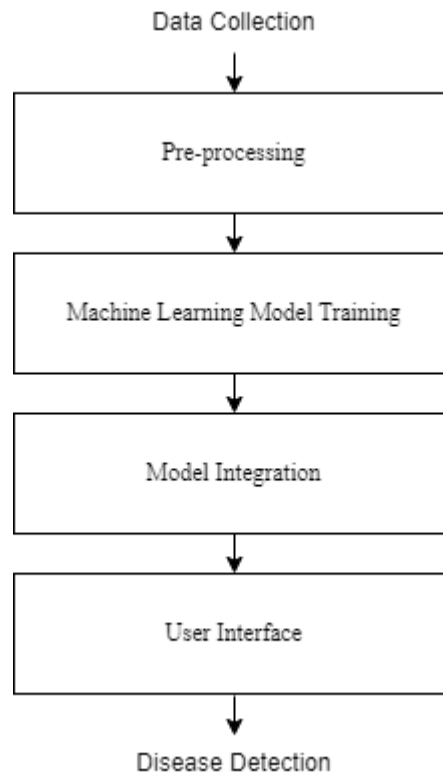 Data Collection
Pre-processing
Machine Learning Model Training
Model Integration
User Interface
Disease Detection